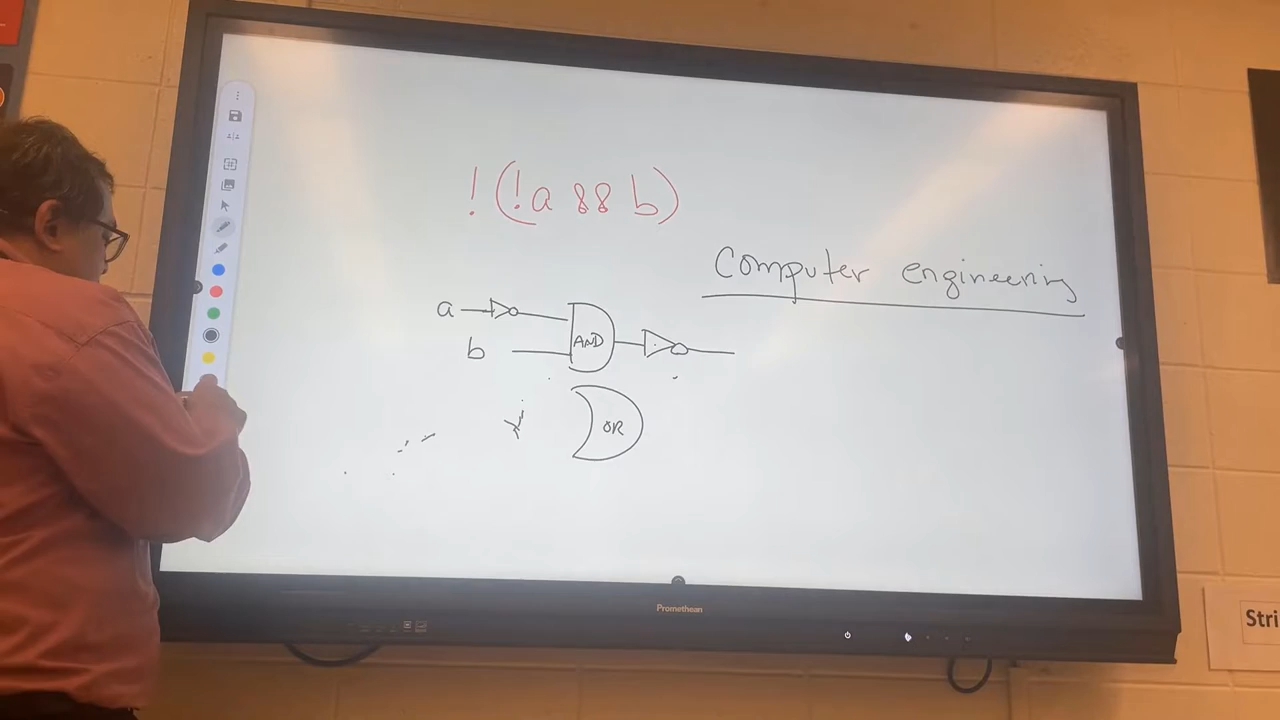 !(!a && b)
Computer engineering
a
AND
b
OR
Promethean
Stri